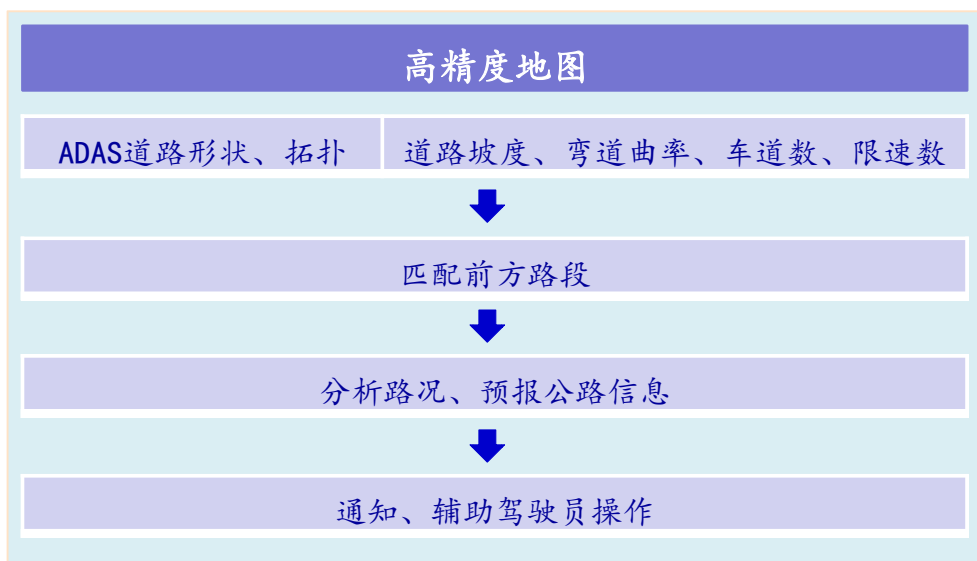 高精度地图
ADAS道路形状、拓扑
道路坡度、弯道曲率、车道数、限速数
匹配前方路段
分析路况、预报公路信息
通知、辅助驾驶员操作